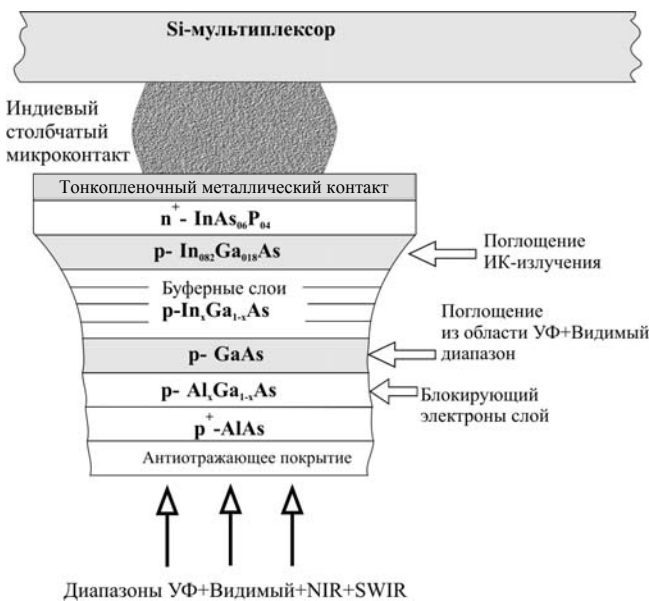 Si-мультиплексор
Индиевый
столбчатый
микроконтакт
Тонкопленочный металлический контакт
n⁺- InAs₀₆P₀₄
p- In₀₈₂Ga₀₁₈As
Поглощение
ИК-излучения
Буферные слои
p-InₓGa₁₋ₓAs
Поглощение
из области УФ+Видимый
диапазон
p- GaAs
p- AlₓGa₁₋ₓAs
Блокирующий
электроны слой
p⁺-AlAs
Антиотражающее покрытие
Диапазоны УФ+Видимый+NIR+SWIR